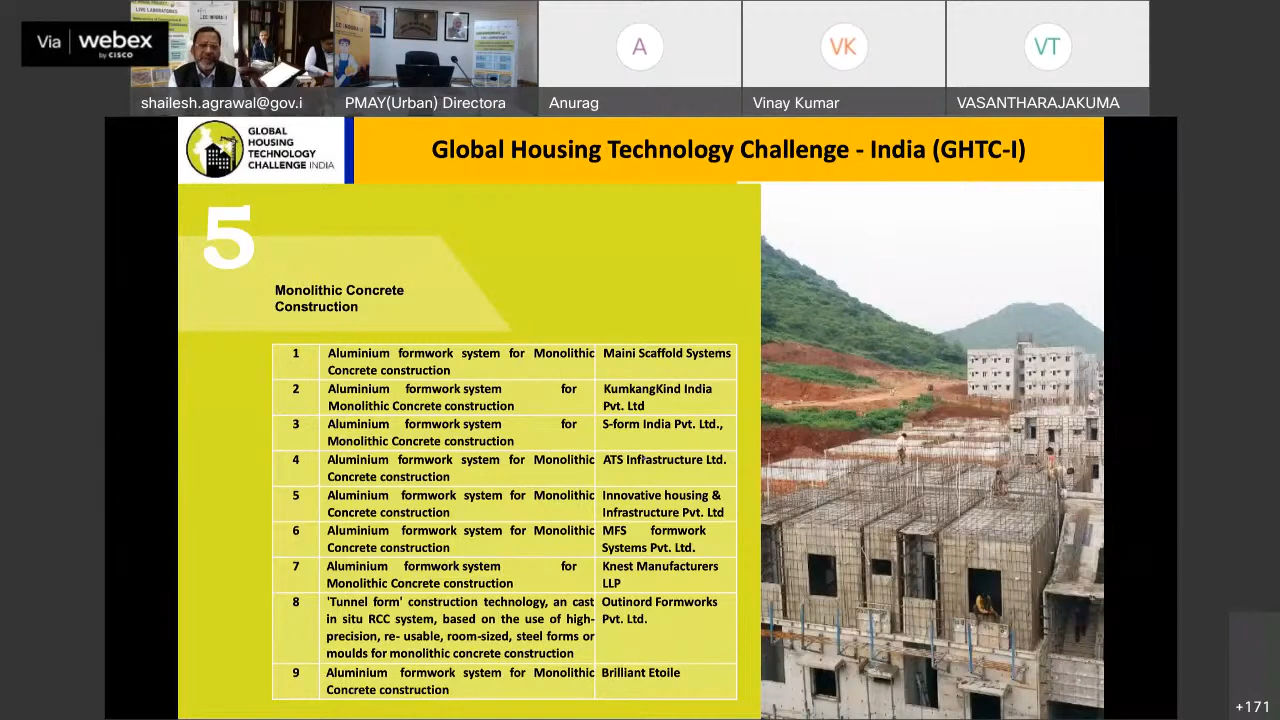 Via webex
by CISCO
A
VK
VT
shailesh.agrawal@gov.i
PMAY(Urban) Directora
Anurag
Vinay Kumar
VASANTHARAJAKUMA
GLOBAL
HOUSING
TECHNOLOGY
CHALLENGE INDIA
Global Housing Technology Challenge - India (GHTC-I)
5
Monolithic Concrete
Construction
1 Aluminium formwork system for Monolithic Maini Scaffold Systems
Concrete construction
2 Aluminium formwork system for KumkangKind India
Monolithic Concrete construction Pvt. Ltd
3 Aluminium formwork system for S-form India Pvt. Ltd.,
Monolithic Concrete construction
4 Aluminium formwork system for Monolithic ATS Infrastructure Ltd.
Concrete construction
5 Aluminium formwork system for Monolithic Innovative housing &
Concrete construction Infrastructure Pvt. Ltd
6 Aluminium formwork system for Monolithic MFS formwork
Concrete construction Systems Pvt. Ltd.
7 Aluminium formwork system for Knest Manufacturers
Monolithic Concrete construction LLP
8 'Tunnel form' construction technology, an cast Outinord Formworks
in situ RCC system, based on the use of high- Pvt. Ltd.
precision, re- usable, room-sized, steel forms or
moulds for monolithic concrete construction
9 Aluminium formwork system for Monolithic Brilliant Etoile
Concrete construction
+171